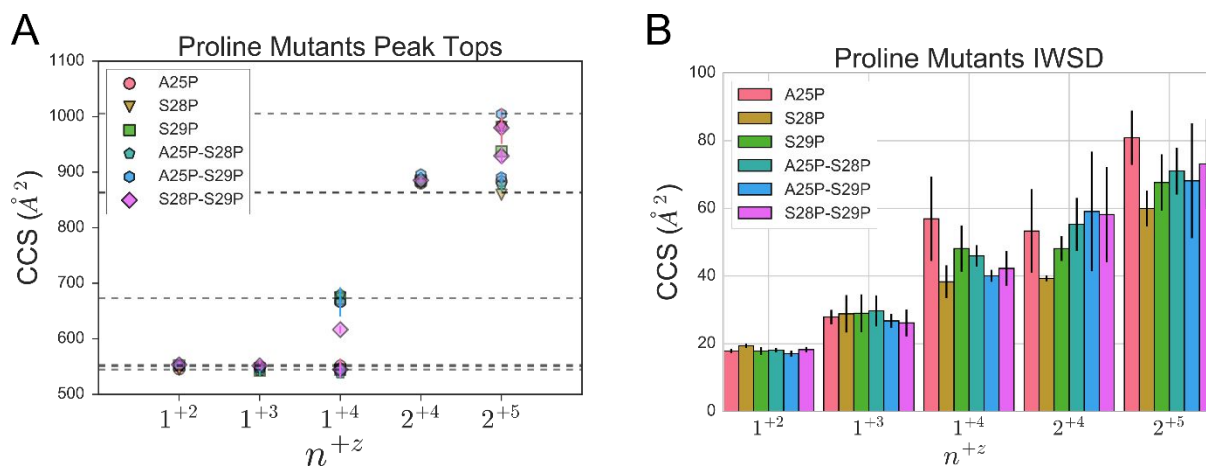 A
Proline Mutants Peak Tops
CCS (Å²)
1100
1000
900
800
700
600
500
A25P
S28P
S29P
A25P-S28P
A25P-S29P
S28P-S29P
1⁺² 1⁺³ 1⁺⁴ 2⁺⁴ 2⁺⁵
n⁺ᶻ
B
Proline Mutants IWSD
CCS (Å²)
100
80
60
40
20
0
A25P
S28P
S29P
A25P-S28P
A25P-S29P
S28P-S29P
1⁺² 1⁺³ 1⁺⁴ 2⁺⁴ 2⁺⁵
n⁺ᶻ